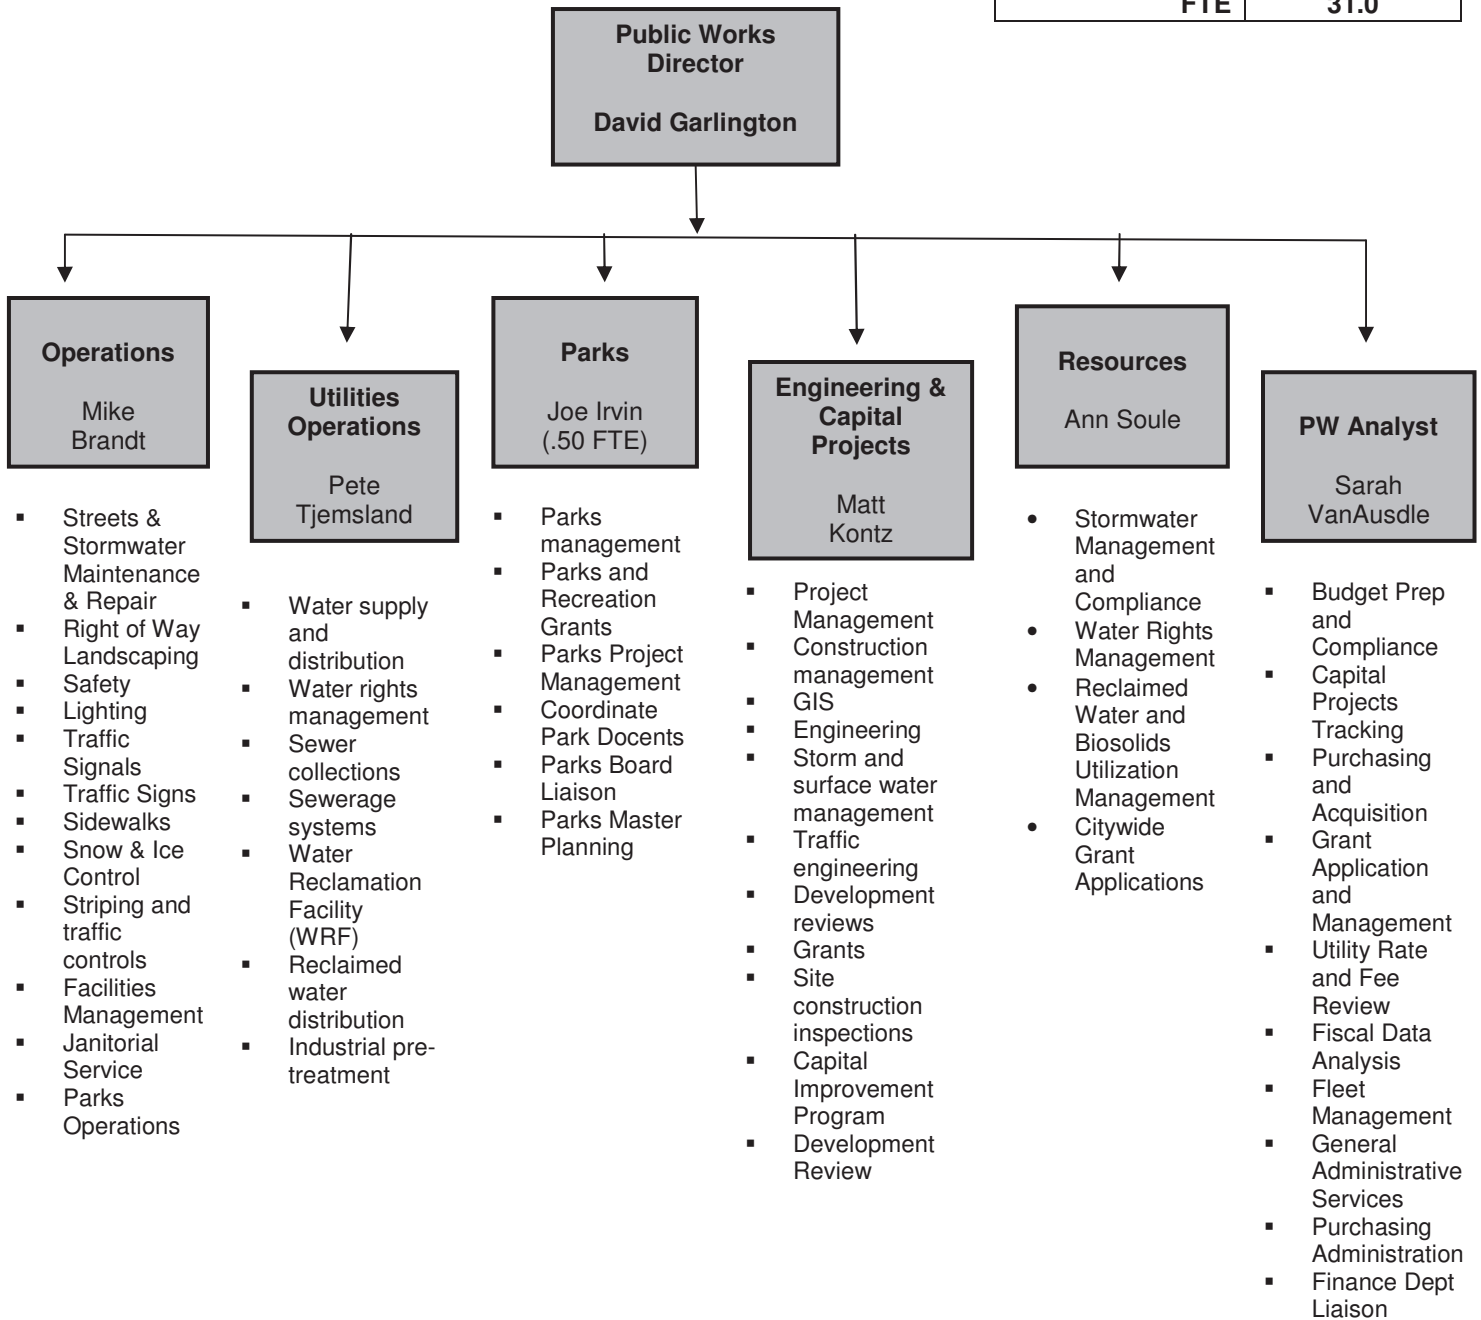 FTE 31.0
Public Works
Director
David Garlington
Operations
Mike
Brandt
▪ Streets &
Stormwater
Maintenance
& Repair
▪ Right of Way
Landscaping
▪ Safety
▪ Lighting
▪ Traffic
Signals
▪ Traffic Signs
▪ Sidewalks
▪ Snow & Ice
Control
▪ Striping and
traffic
controls
▪ Facilities
Management
▪ Janitorial
Service
▪ Parks
Operations
Utilities
Operations
Pete
Tjemsland
▪ Water supply
and
distribution
▪ Water rights
management
▪ Sewer
collections
▪ Sewerage
systems
▪ Water
Reclamation
Facility
(WRF)
▪ Reclaimed
water
distribution
▪ Industrial pre-
treatment
Parks
Joe Irvin
(.50 FTE)
▪ Parks
management
▪ Parks and
Recreation
Grants
▪ Parks Project
Management
▪ Coordinate
Park Docents
▪ Parks Board
Liaison
▪ Parks Master
Planning
Engineering &
Capital
Projects
Matt
Kontz
▪ Project
Management
▪ Construction
management
▪ GIS
▪ Engineering
▪ Storm and
surface water
management
▪ Traffic
engineering
▪ Development
reviews
▪ Grants
▪ Site
construction
inspections
▪ Capital
Improvement
Program
▪ Development
Review
Resources
Ann Soule
• Stormwater
Management
and
Compliance
• Water Rights
Management
• Reclaimed
Water and
Biosolids
Utilization
Management
• Citywide
Grant
Applications
PW Analyst
Sarah
VanAusdle
▪ Budget Prep
and
Compliance
▪ Capital
Projects
Tracking
▪ Purchasing
and
Acquisition
▪ Grant
Application
and
Management
▪ Utility Rate
and Fee
Review
▪ Fiscal Data
Analysis
▪ Fleet
Management
▪ General
Administrative
Services
▪ Purchasing
Administration
▪ Finance Dept
Liaison